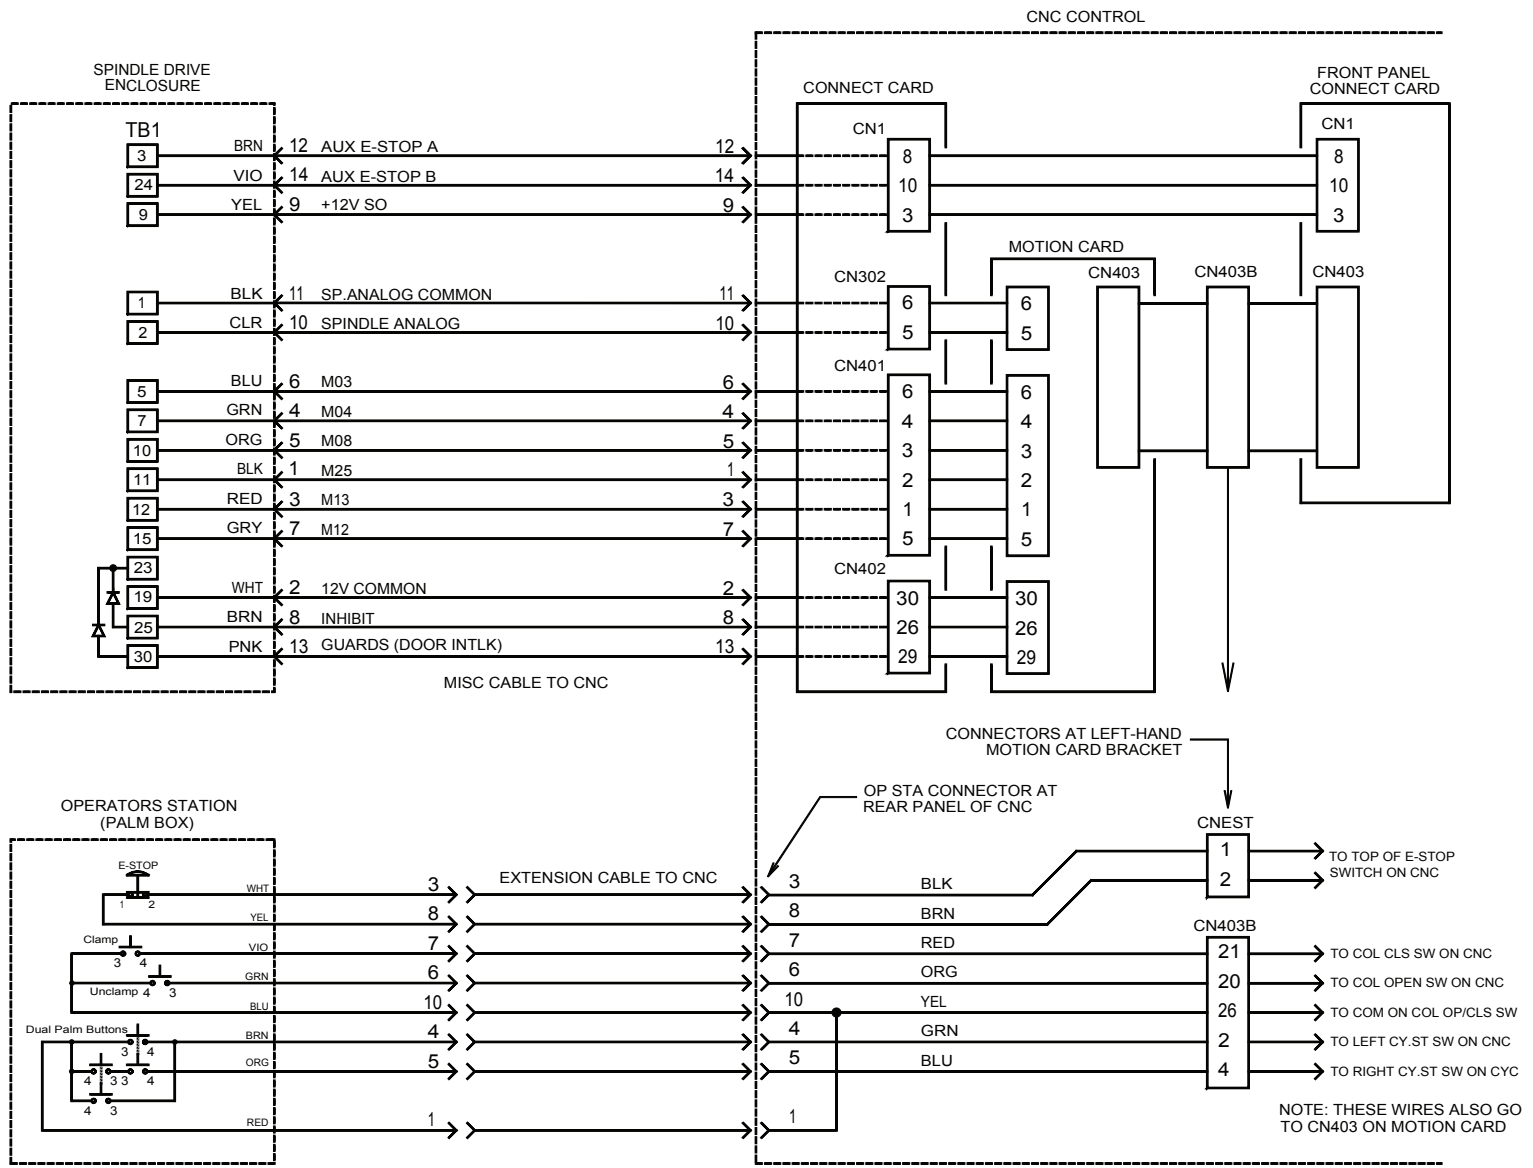 CNC CONTROL
SPINDLE DRIVE
ENCLOSURE
CONNECT CARD
FRONT PANEL
CONNECT CARD
TB1
CN1
CN1
3 BRN 12 AUX E-STOP A 12 8 8
24 VIO 14 AUX E-STOP B 14 10 10
9 YEL 9 +12V SO 9 3 3
MOTION CARD
CN302
CN403
CN403B
CN403
1 BLK 11 SP.ANALOG COMMON 11 6 6
2 CLR 10 SPINDLE ANALOG 10 5 5
CN401
5 BLU 6 M03 6 6 6
7 GRN 4 M04 4 4 4
10 ORG 5 M08 5 3 3
11 BLK 1 M25 1 2 2
12 RED 3 M13 3 1 1
15 GRY 7 M12 7 5 5
23
CN402
19 WHT 2 12V COMMON 2 30 30
25 BRN 8 INHIBIT 8 26 26
30 PNK 13 GUARDS (DOOR INTLK) 13 29 29
MISC CABLE TO CNC
CONNECTORS AT LEFT-HAND
MOTION CARD BRACKET
OP STA CONNECTOR AT
REAR PANEL OF CNC
OPERATORS STATION
(PALM BOX)
CNEST
E-STOP
1 2
EXTENSION CABLE TO CNC
WHT 3 3 BLK 1
YEL 8 8 BRN 2
TO TOP OF E-STOP
SWITCH ON CNC
CN403B
Clamp
3 4
VIO 7 7 RED 21 TO COL CLS SW ON CNC
Unclamp 4 3
GRN 6 6 ORG 20 TO COL OPEN SW ON CNC
BLU 10 10 YEL 26 TO COM ON COL OP/CLS SW
Dual Palm Buttons
3 4
BRN 4 4 GRN 2 TO LEFT CY.ST SW ON CNC
4 3 3 4
ORG 5 5 BLU 4 TO RIGHT CY.ST SW ON CYC
4 3
RED 1 1
NOTE: THESE WIRES ALSO GO
TO CN403 ON MOTION CARD